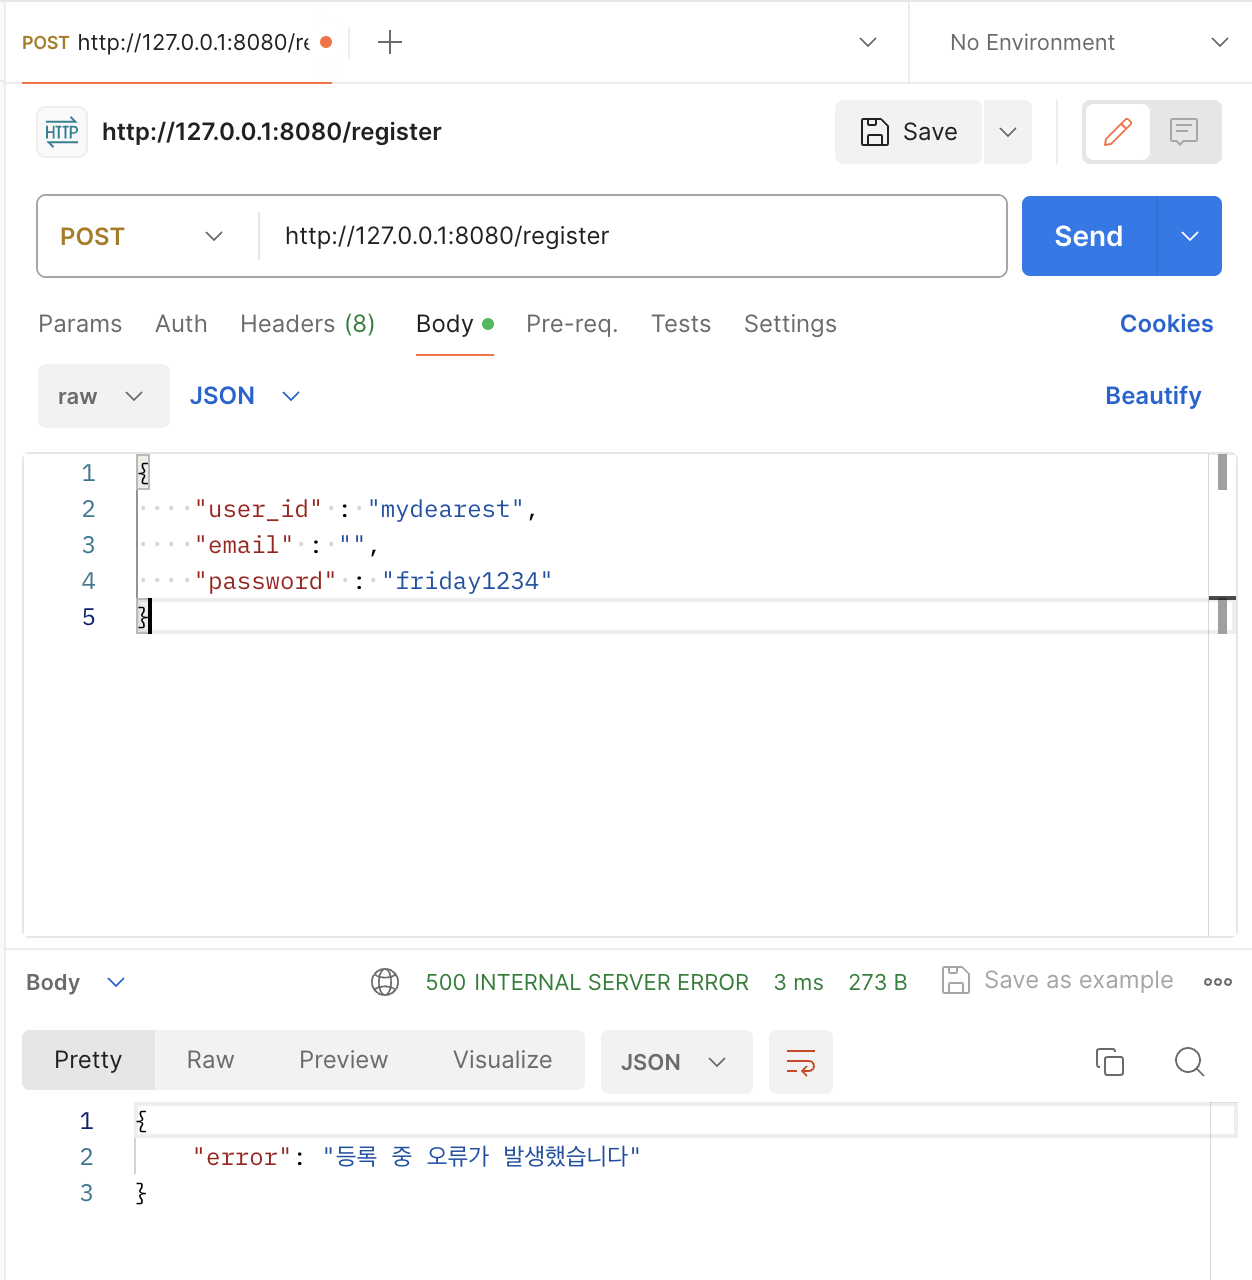 POST http://127.0.0.1:8080/re
No Environment
HTTP http://127.0.0.1:8080/register
Save
POST http://127.0.0.1:8080/register
Send
Params Auth Headers (8) Body Pre-req. Tests Settings Cookies
raw JSON Beautify
1 {
2 "user_id" : "mydearest",
3 "email" : "",
4 "password" : "friday1234"
5 }
Body 500 INTERNAL SERVER ERROR 3 ms 273 B Save as example
Pretty Raw Preview Visualize JSON
1 {
2 "error": "등록 중 오류가 발생했습니다"
3 }